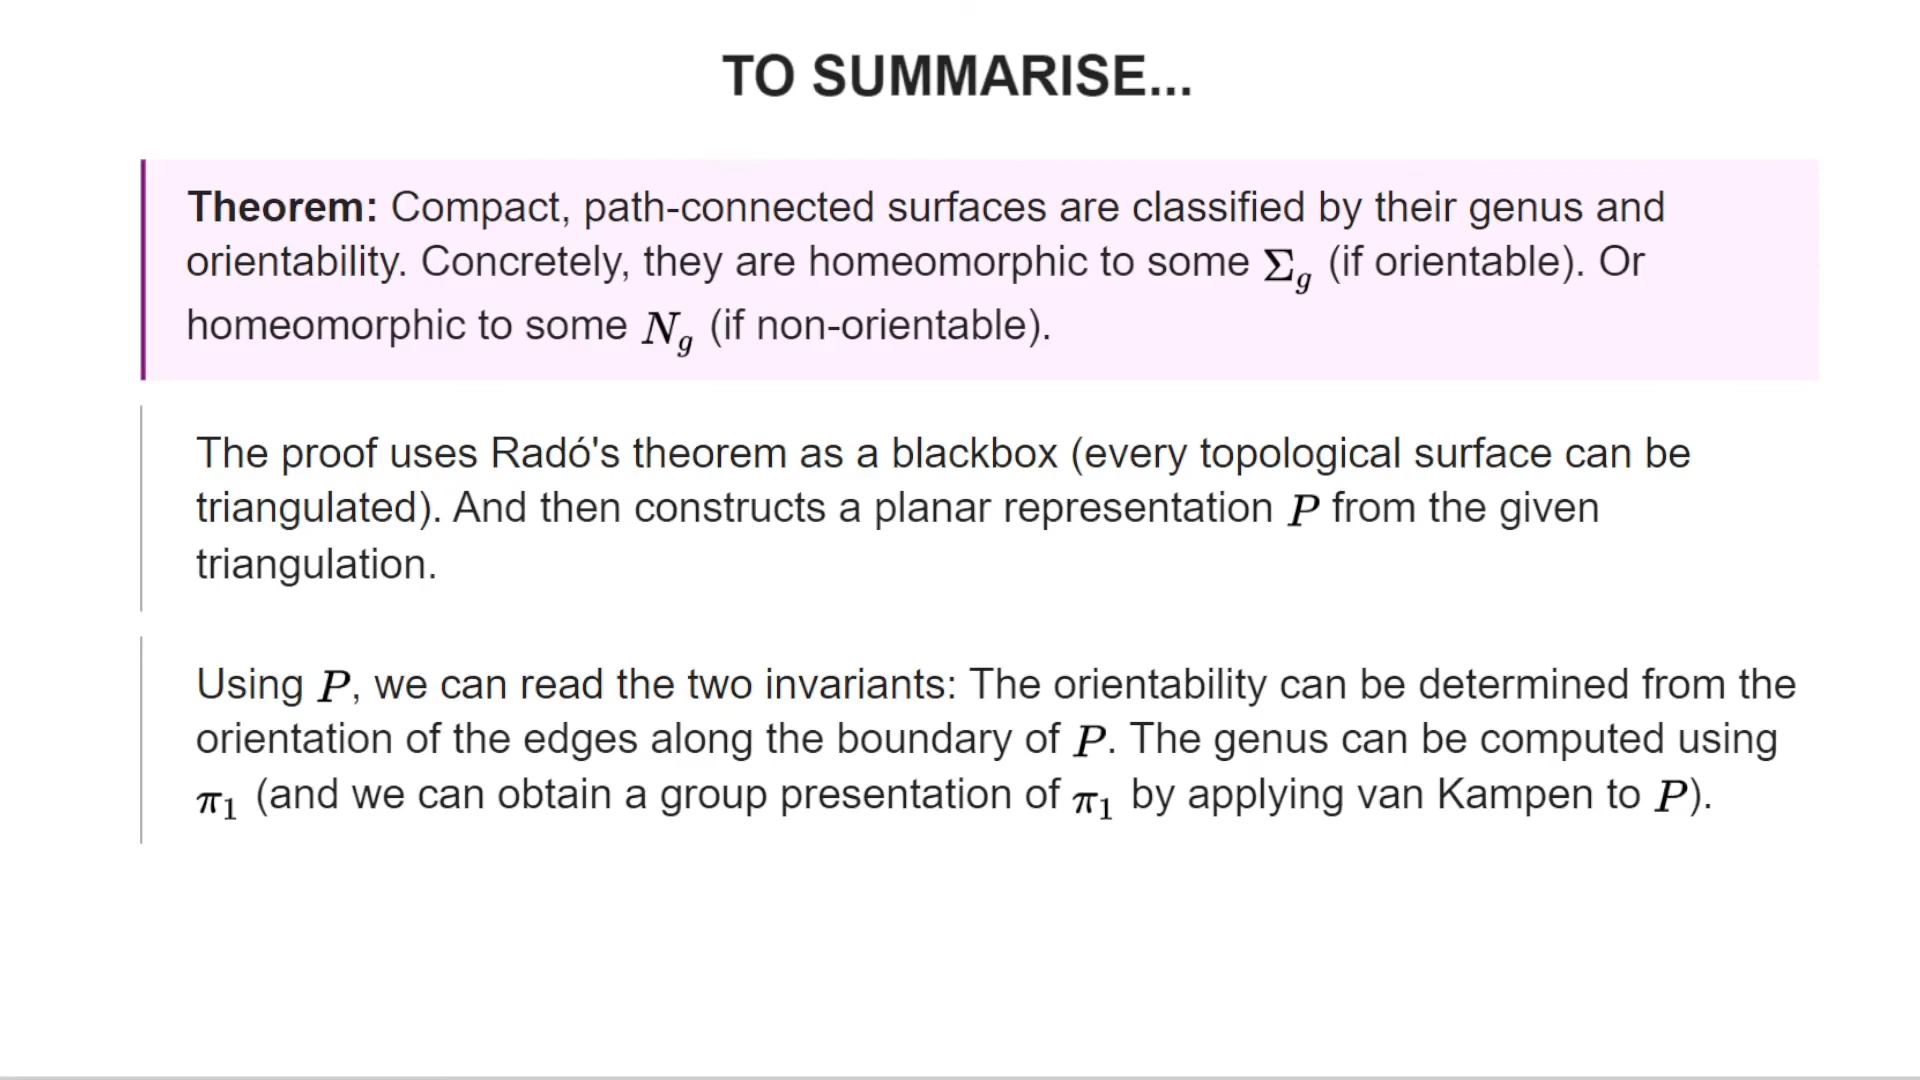 TO SUMMARISE...
Theorem: Compact, path-connected surfaces are classified by their genus and
orientability. Concretely, they are homeomorphic to some Σ_g (if orientable). Or
homeomorphic to some N_g (if non-orientable).
The proof uses Radó's theorem as a blackbox (every topological surface can be
triangulated). And then constructs a planar representation P from the given
triangulation.
Using P, we can read the two invariants: The orientability can be determined from the
orientation of the edges along the boundary of P. The genus can be computed using
π₁ (and we can obtain a group presentation of π₁ by applying van Kampen to P).